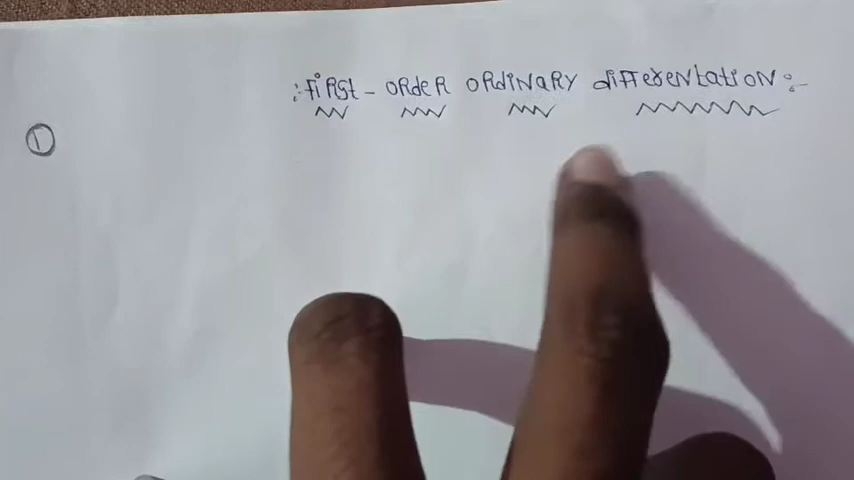 :First - ORdeR ORdiNARY diffeRENtatioN:-
①